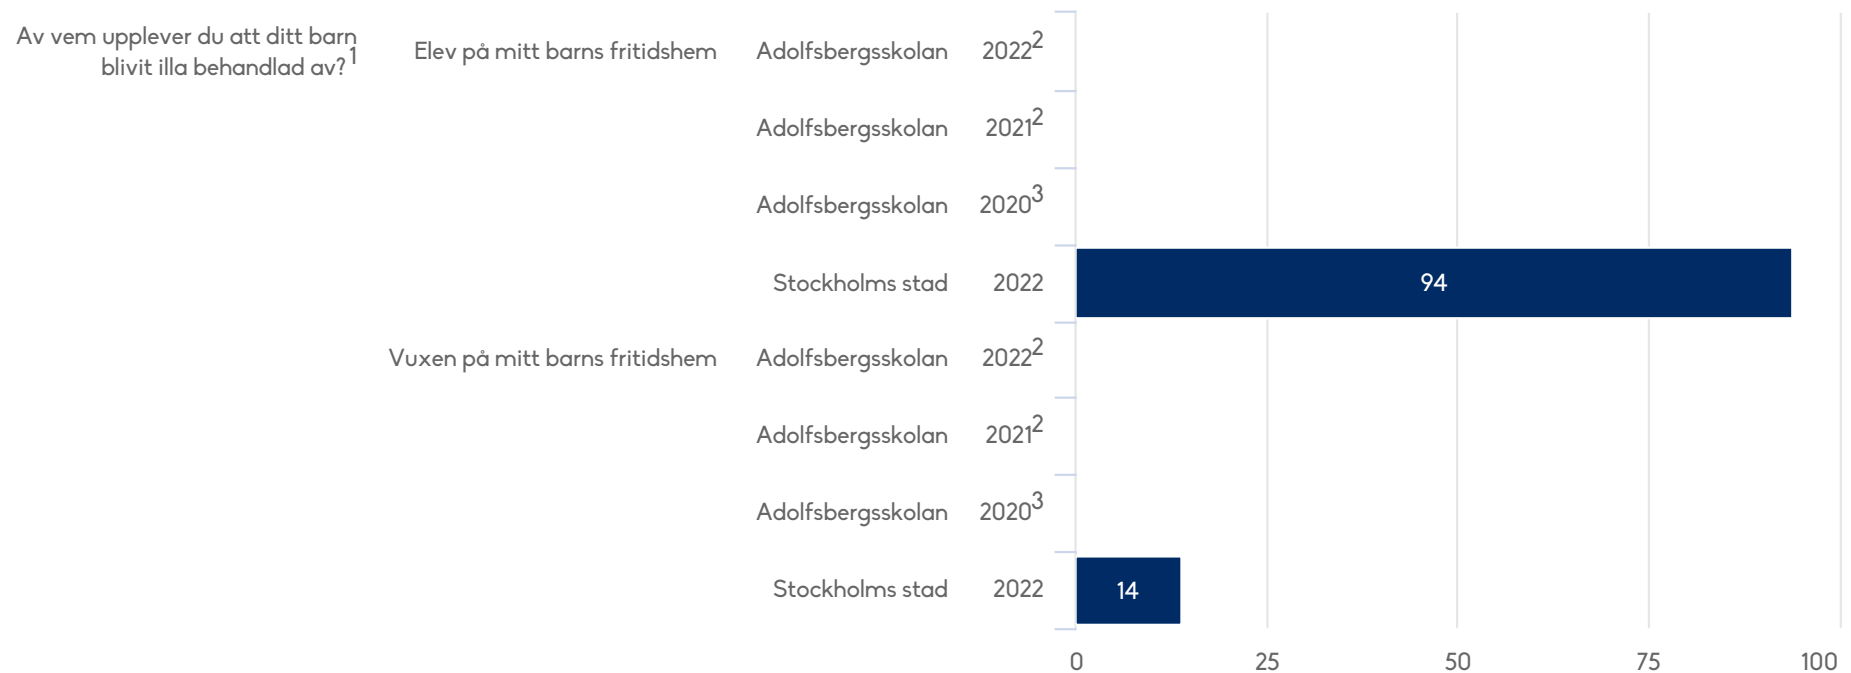 Av vem upplever du att ditt barn
blivit illa behandlad av?1
Elev på mitt barns fritidshem Adolfsbergsskolan 2022²
Adolfsbergsskolan 2021²
Adolfsbergsskolan 2020³
Stockholms stad 2022 94
Vuxen på mitt barns fritidshem Adolfsbergsskolan 2022²
Adolfsbergsskolan 2021²
Adolfsbergsskolan 2020³
Stockholms stad 2022 14
0 25 50 75 100